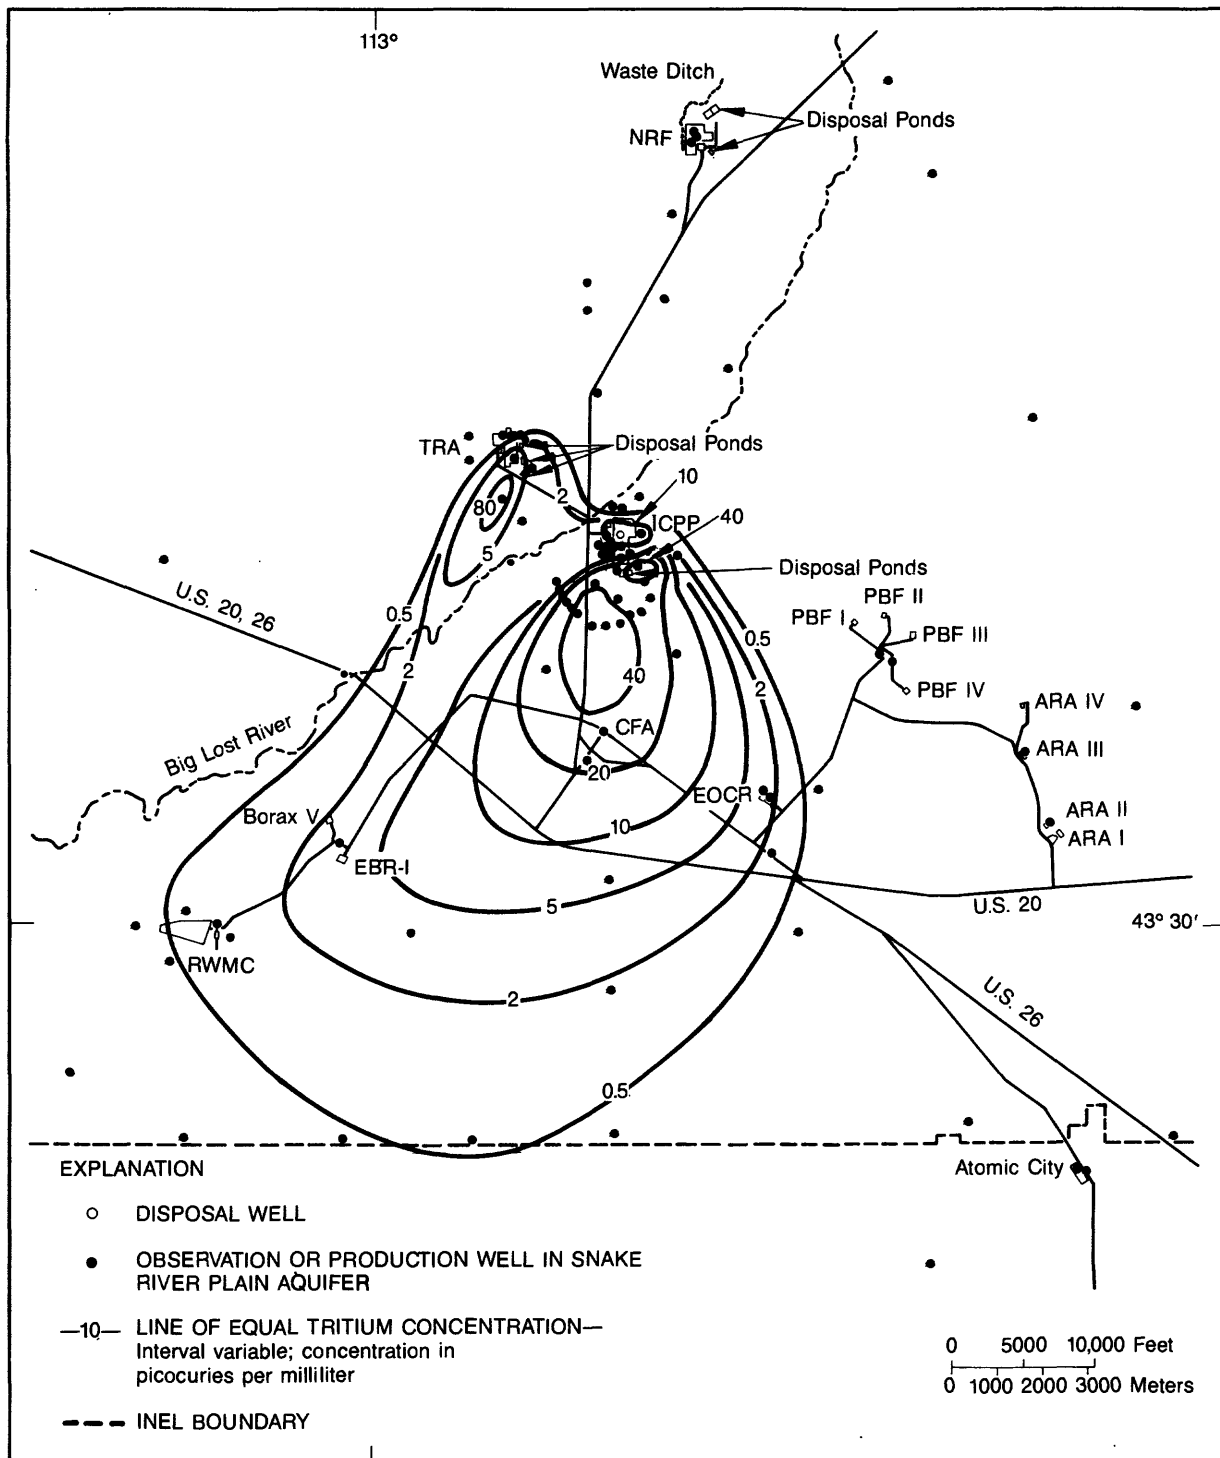 113°
Waste Ditch
Disposal Ponds
NRF
TRA
Disposal Ponds
10
2
80
ICPP
40
5
Disposal Ponds
U.S. 20, 26
0.5
PBF II
PBF I
PBF III
0.5
2
40
2
PBF IV
ARA IV
Big Lost River
CFA
ARA III
20
EOCR
Borax V
ARA II
10
ARA I
EBR-I
5
U.S. 20
43° 30'
RWMC
2
U.S. 26
0.5
Atomic City
EXPLANATION
DISPOSAL WELL
OBSERVATION OR PRODUCTION WELL IN SNAKE
RIVER PLAIN AQUIFER
—10— LINE OF EQUAL TRITIUM CONCENTRATION—
Interval variable; concentration in
picocuries per milliliter
INEL BOUNDARY
0 5000 10,000 Feet
0 1000 2000 3000 Meters